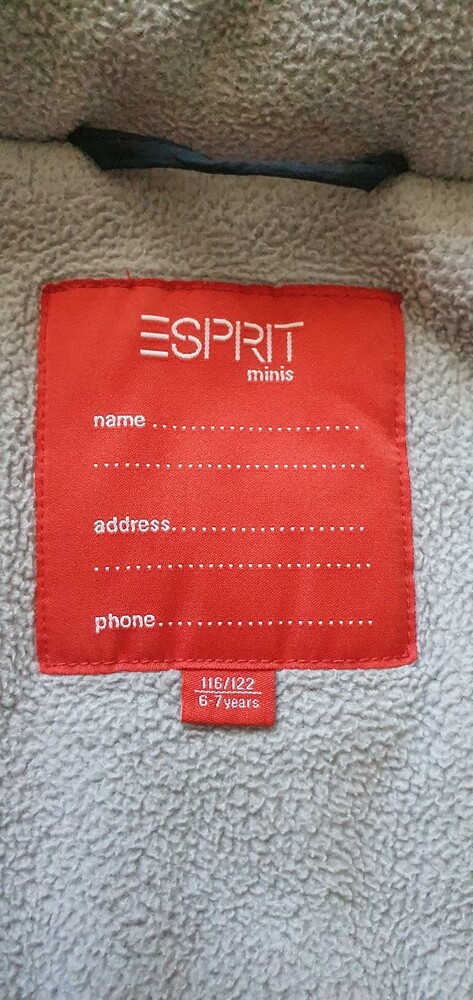 ESPRIT
minis
name ....................
..........................
address...................
...........................
phone.....................
116/122
6-7years